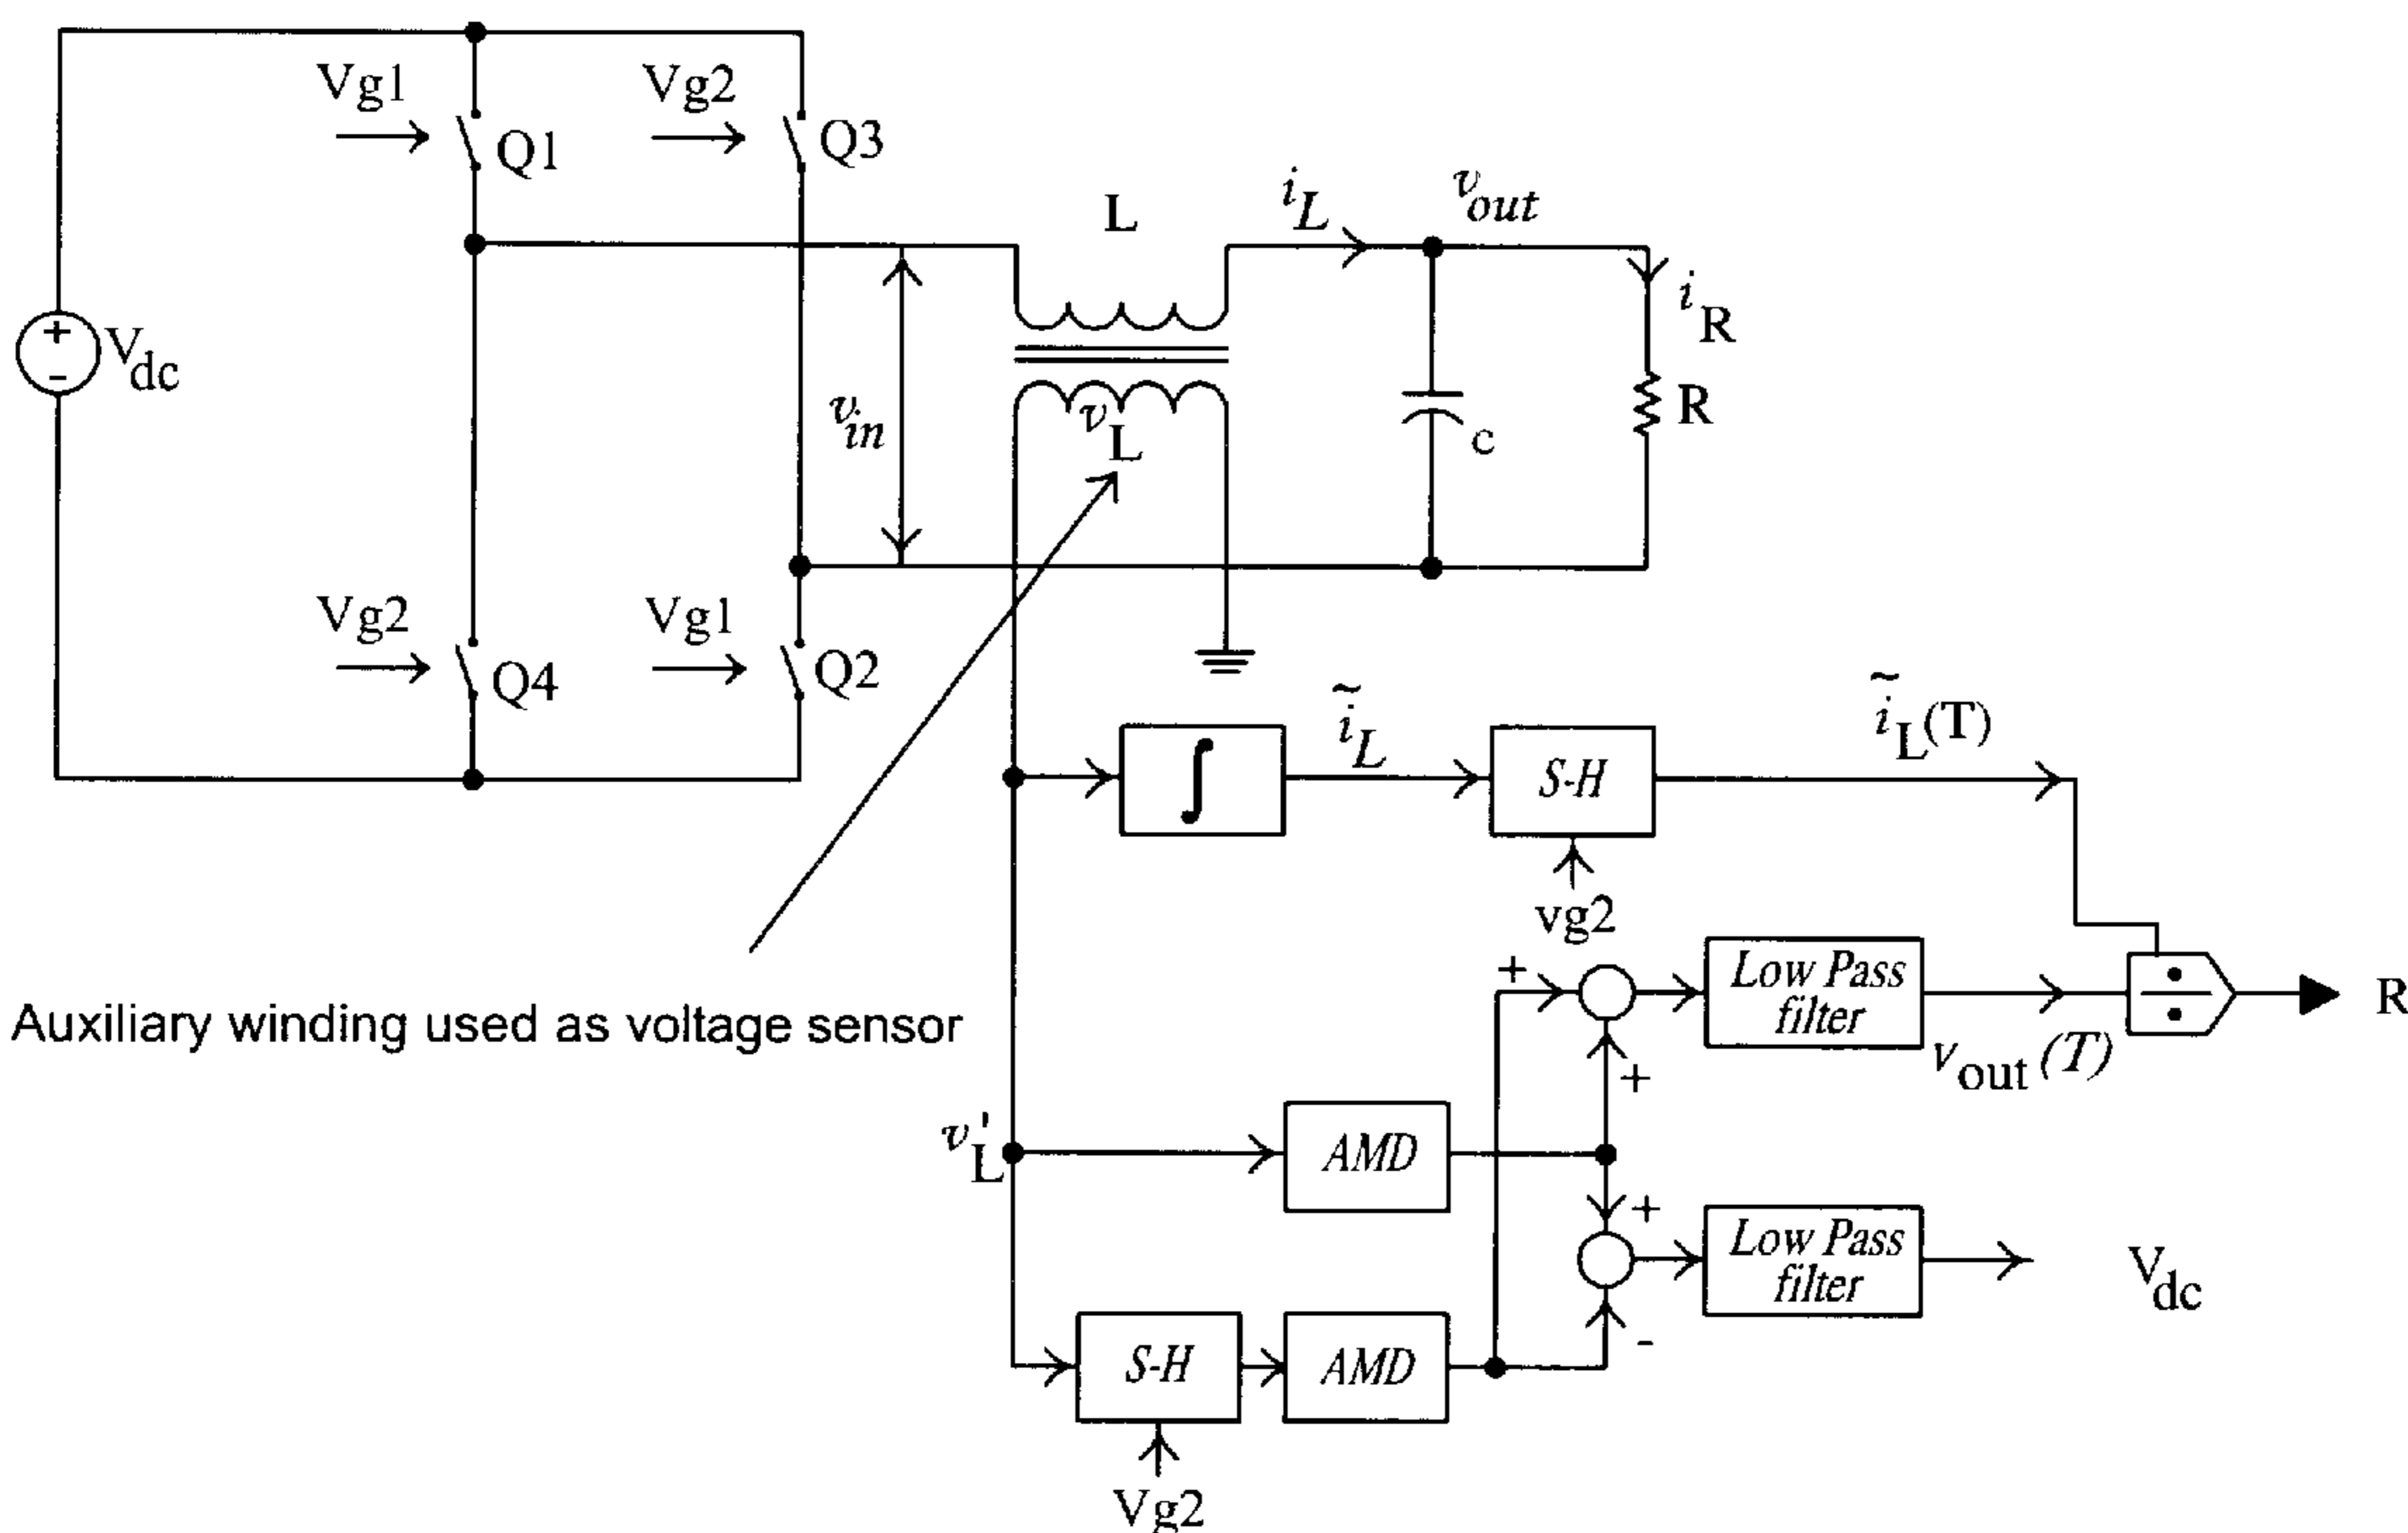 Vg1
Vg2
Q1
Q3
L
i_L
v_out
i_R
+
-
V_dc
v_in
v_L
c
R
Vg2
Vg1
Q4
Q2
ĩ_L
S-H
ĩ_L(T)
∫
vg2
+
Low Pass
filter
÷
R
Auxiliary winding used as voltage sensor
v_out (T)
+
v'_L
AMD
+
Low Pass
filter
V_dc
S-H
AMD
-
Vg2